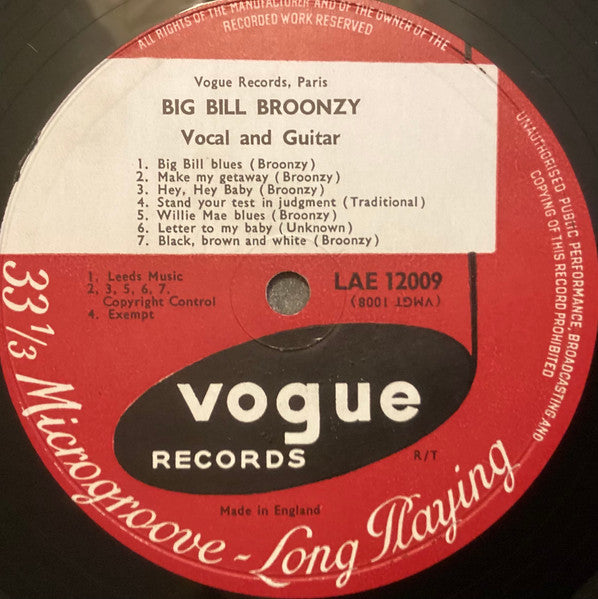 ALL RIGHTS OF THE MANUFACTURER AND OF THE OWNER OF THE
RECORDED WORK RESERVED
UNAUTHORISED PUBLIC PERFORMANCE, BROADCASTING AND
COPYING OF THIS RECORD PROHIBITED
Vogue Records, Paris
BIG BILL BROONZY
Vocal and Guitar
1. Big Bill blues (Broonzy)
2. Make my getaway (Broonzy)
3. Hey, Hey Baby (Broonzy)
4. Stand your test in judgment (Traditional)
5. Willie Mae blues (Broonzy)
6. Letter to my baby (Unknown)
7. Black, brown and white (Broonzy)
1. Leeds Music
2, 3, 5, 6, 7.
Copyright Control
4. Exempt
LAE 12009
(VMGT 1008)
vogue
RECORDS
R/T
Made in England
33 1/3 Microgroove - Long Playing